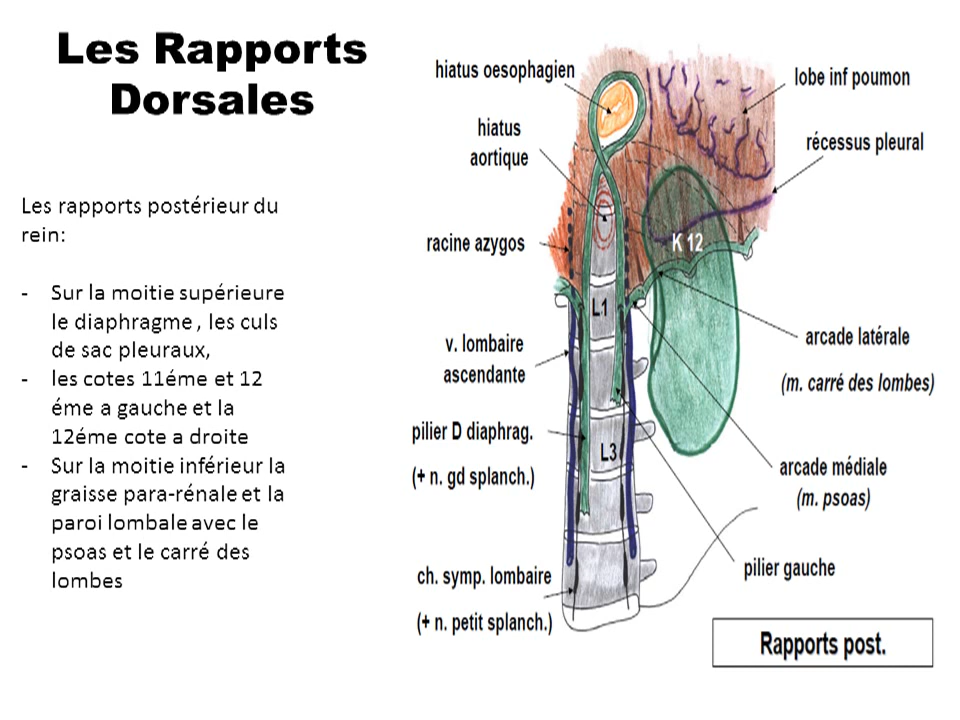 Les Rapports
Dorsales
Les rapports postérieur du
rein:
- Sur la moitie supérieure
le diaphragme , les culs
de sac pleuraux,
- les cotes 11éme et 12
éme a gauche et la
12éme cote a droite
- Sur la moitie inférieur la
graisse para-rénale et la
paroi lombale avec le
psoas et le carré des
lombes
hiatus oesophagien
hiatus
aortique
racine azygos
v. lombaire
ascendante
pilier D diaphrag.
(+ n. gd splanch.)
ch. symp. lombaire
(+ n. petit splanch.)
K 12
L1
L3
lobe inf poumon
récessus pleural
arcade latérale
(m. carré des lombes)
arcade médiale
(m. psoas)
pilier gauche
Rapports post.